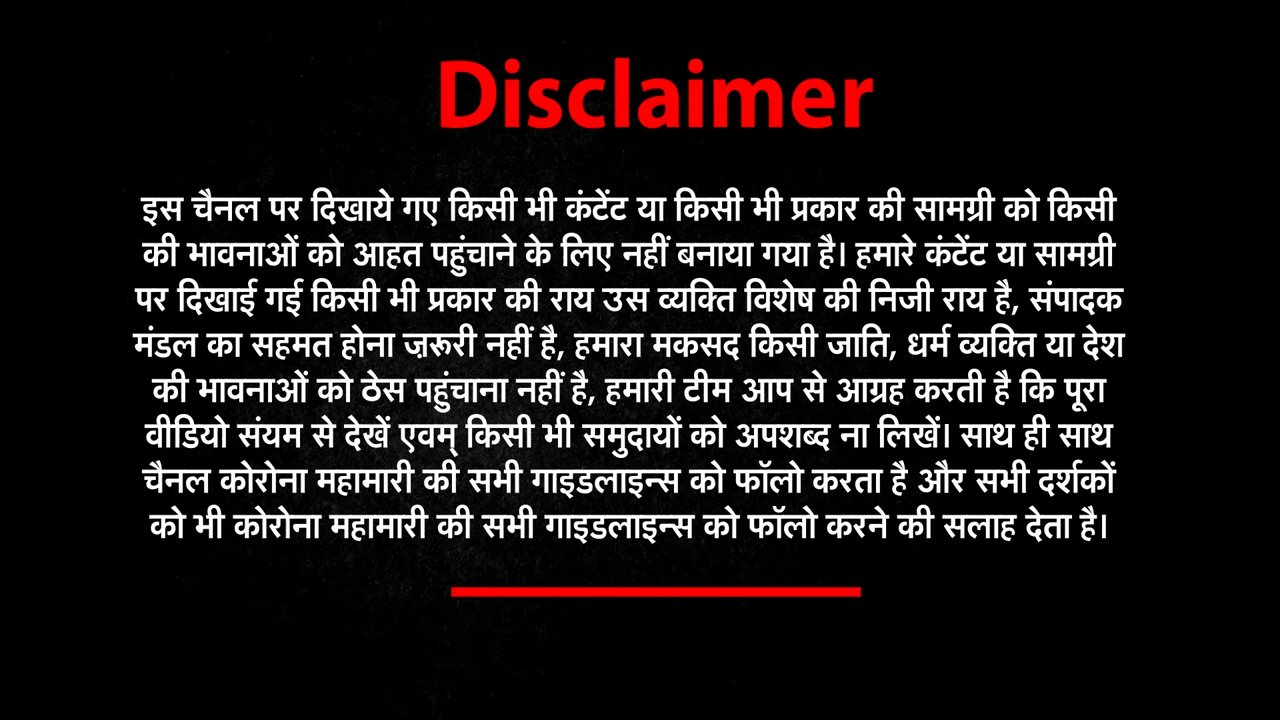 Disclaimer
इस चैनल पर दिखाये गए किसी भी कंटेंट या किसी भी प्रकार की सामग्री को किसी
की भावनाओं को आहत पहुंचाने के लिए नहीं बनाया गया है। हमारे कंटेंट या सामग्री
पर दिखाई गई किसी भी प्रकार की राय उस व्यक्ति विशेष की निजी राय है, संपादक
मंडल का सहमत होना ज़रूरी नहीं है, हमारा मकसद किसी जाति, धर्म व्यक्ति या देश
की भावनाओं को ठेस पहुंचाना नहीं है, हमारी टीम आप से आग्रह करती है कि पूरा
वीडियो संयम से देखें एवम् किसी भी समुदायों को अपशब्द ना लिखें। साथ ही साथ
चैनल कोरोना महामारी की सभी गाइडलाइन्स को फॉलो करता है और सभी दर्शकों
को भी कोरोना महामारी की सभी गाइडलाइन्स को फॉलो करने की सलाह देता है।